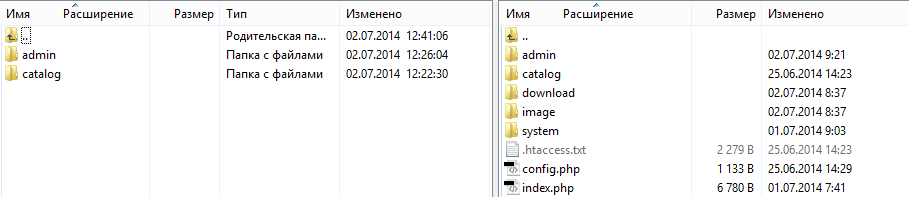 Имя Расширение Размер Тип Изменено
.. Родительская па... 02.07.2014 12:41:06
admin Папка с файлами 02.07.2014 12:26:04
catalog Папка с файлами 02.07.2014 12:22:30
Имя Расширение Размер Изменено
..
admin 02.07.2014 9:21
catalog 25.06.2014 14:23
download 02.07.2014 8:37
image 02.07.2014 8:37
system 01.07.2014 9:03
.htaccess.txt 2 279 B 25.06.2014 14:23
config.php 1 133 B 25.06.2014 14:29
index.php 6 780 B 01.07.2014 7:41